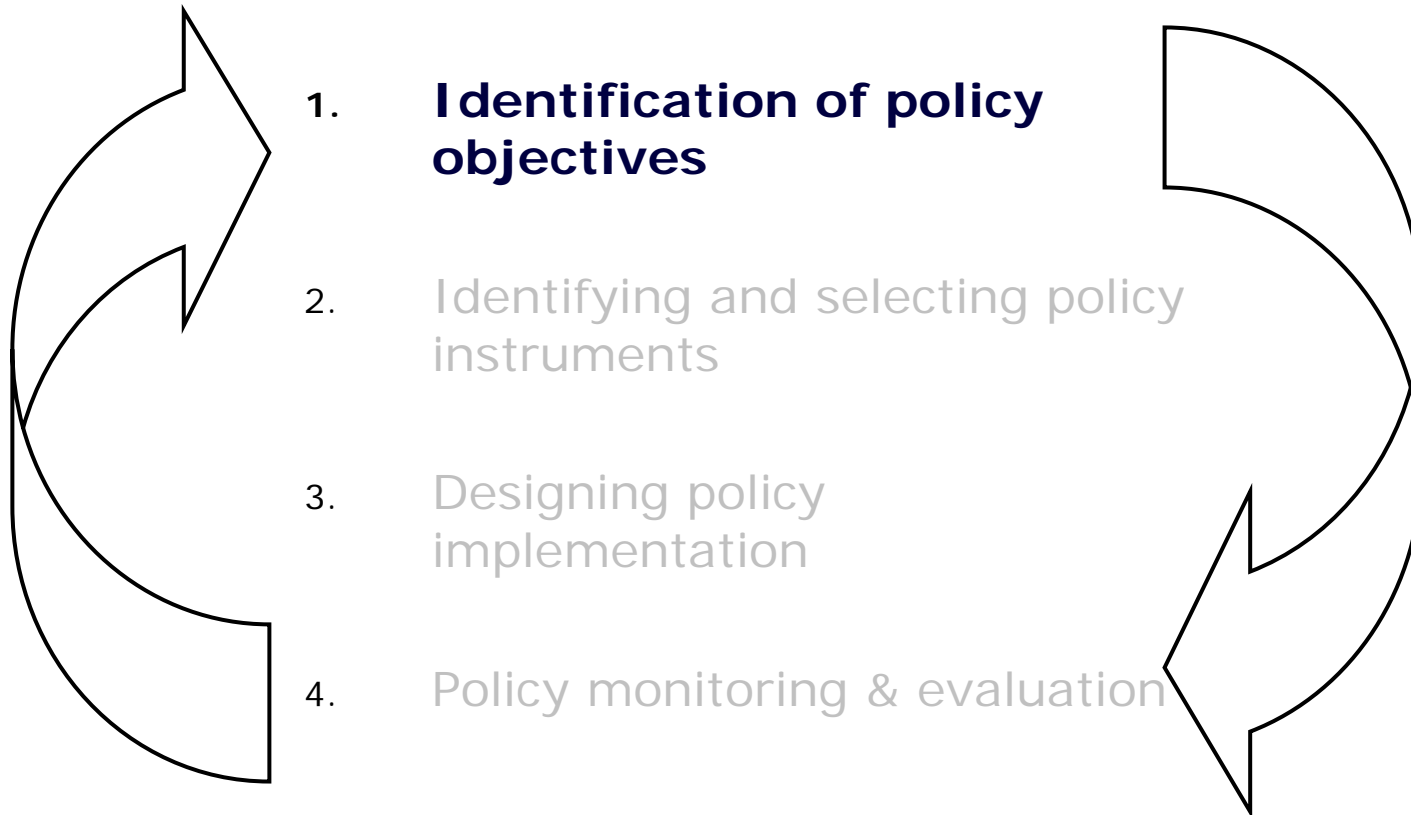 1. Identification of policy
objectives
2. Identifying and selecting policy
instruments
3. Designing policy
implementation
4. Policy monitoring & evaluation